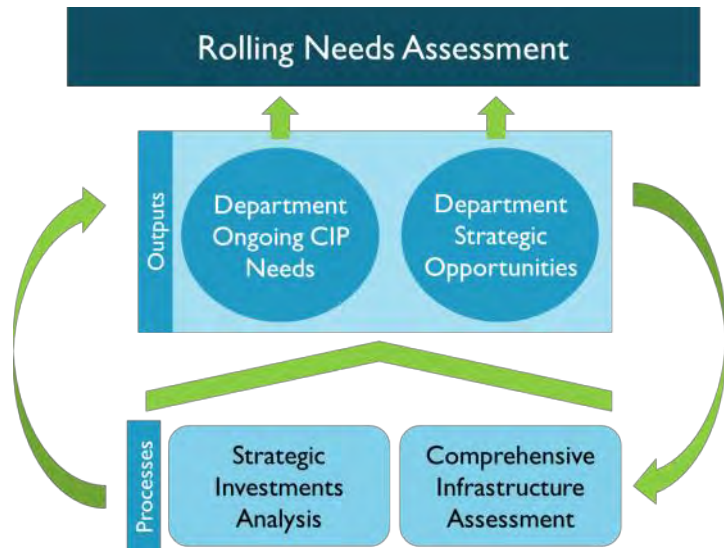 Rolling Needs Assessment
Outputs
Department
Ongoing CIP
Needs
Department
Strategic
Opportunities
Processes
Strategic
Investments
Analysis
Comprehensive
Infrastructure
Assessment